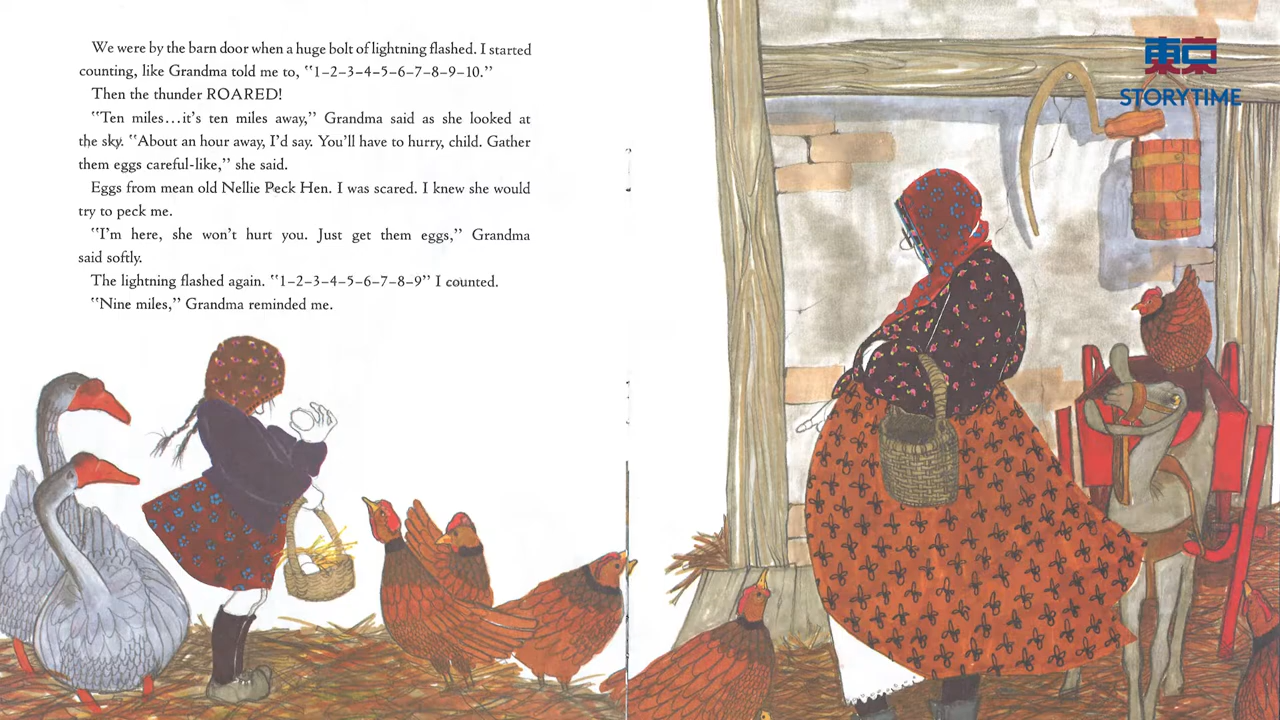 We were by the barn door when a huge bolt of lightning flashed. I started
counting, like Grandma told me to, "1–2–3–4–5–6–7–8–9–10."
Then the thunder ROARED!
"Ten miles...it's ten miles away," Grandma said as she looked at
the sky. "About an hour away, I'd say. You'll have to hurry, child. Gather
them eggs careful-like," she said.
Eggs from mean old Nellie Peck Hen. I was scared. I knew she would
try to peck me.
"I'm here, she won't hurt you. Just get them eggs," Grandma
said softly.
The lightning flashed again. "1–2–3–4–5–6–7–8–9" I counted.
"Nine miles," Grandma reminded me.
東京
STORYTIME